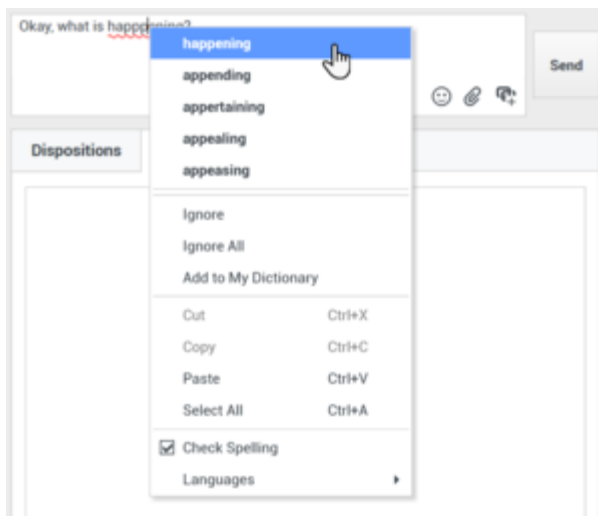 Okay, what is
Send
Dispositions
happening
appending
appertaining
appealing
appeasing
Ignore
Ignore All
Add to My Dictionary
Cut Ctrl+X
Copy Ctrl+C
Paste Ctrl+V
Select All Ctrl+A
Check Spelling
Languages